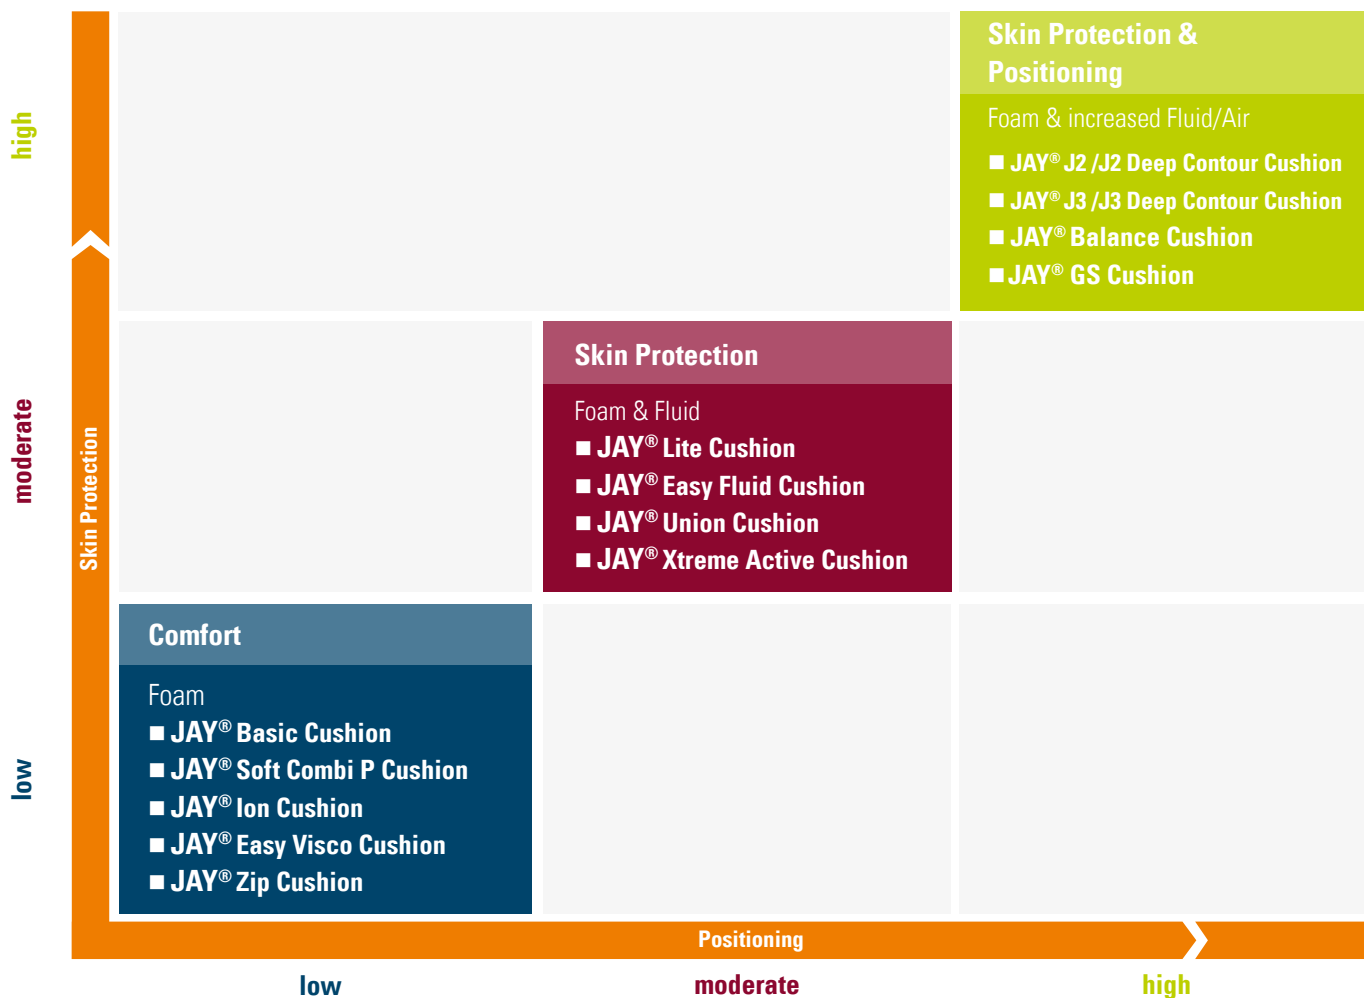 high
Skin Protection &
Positioning
Foam & increased Fluid/Air
■ JAY® J2 /J2 Deep Contour Cushion
■ JAY® J3 /J3 Deep Contour Cushion
■ JAY® Balance Cushion
■ JAY® GS Cushion
moderate
Skin Protection
Skin Protection
Foam & Fluid
■ JAY® Lite Cushion
■ JAY® Easy Fluid Cushion
■ JAY® Union Cushion
■ JAY® Xtreme Active Cushion
low
Comfort
Foam
■ JAY® Basic Cushion
■ JAY® Soft Combi P Cushion
■ JAY® Ion Cushion
■ JAY® Easy Visco Cushion
■ JAY® Zip Cushion
Positioning
low
moderate
high